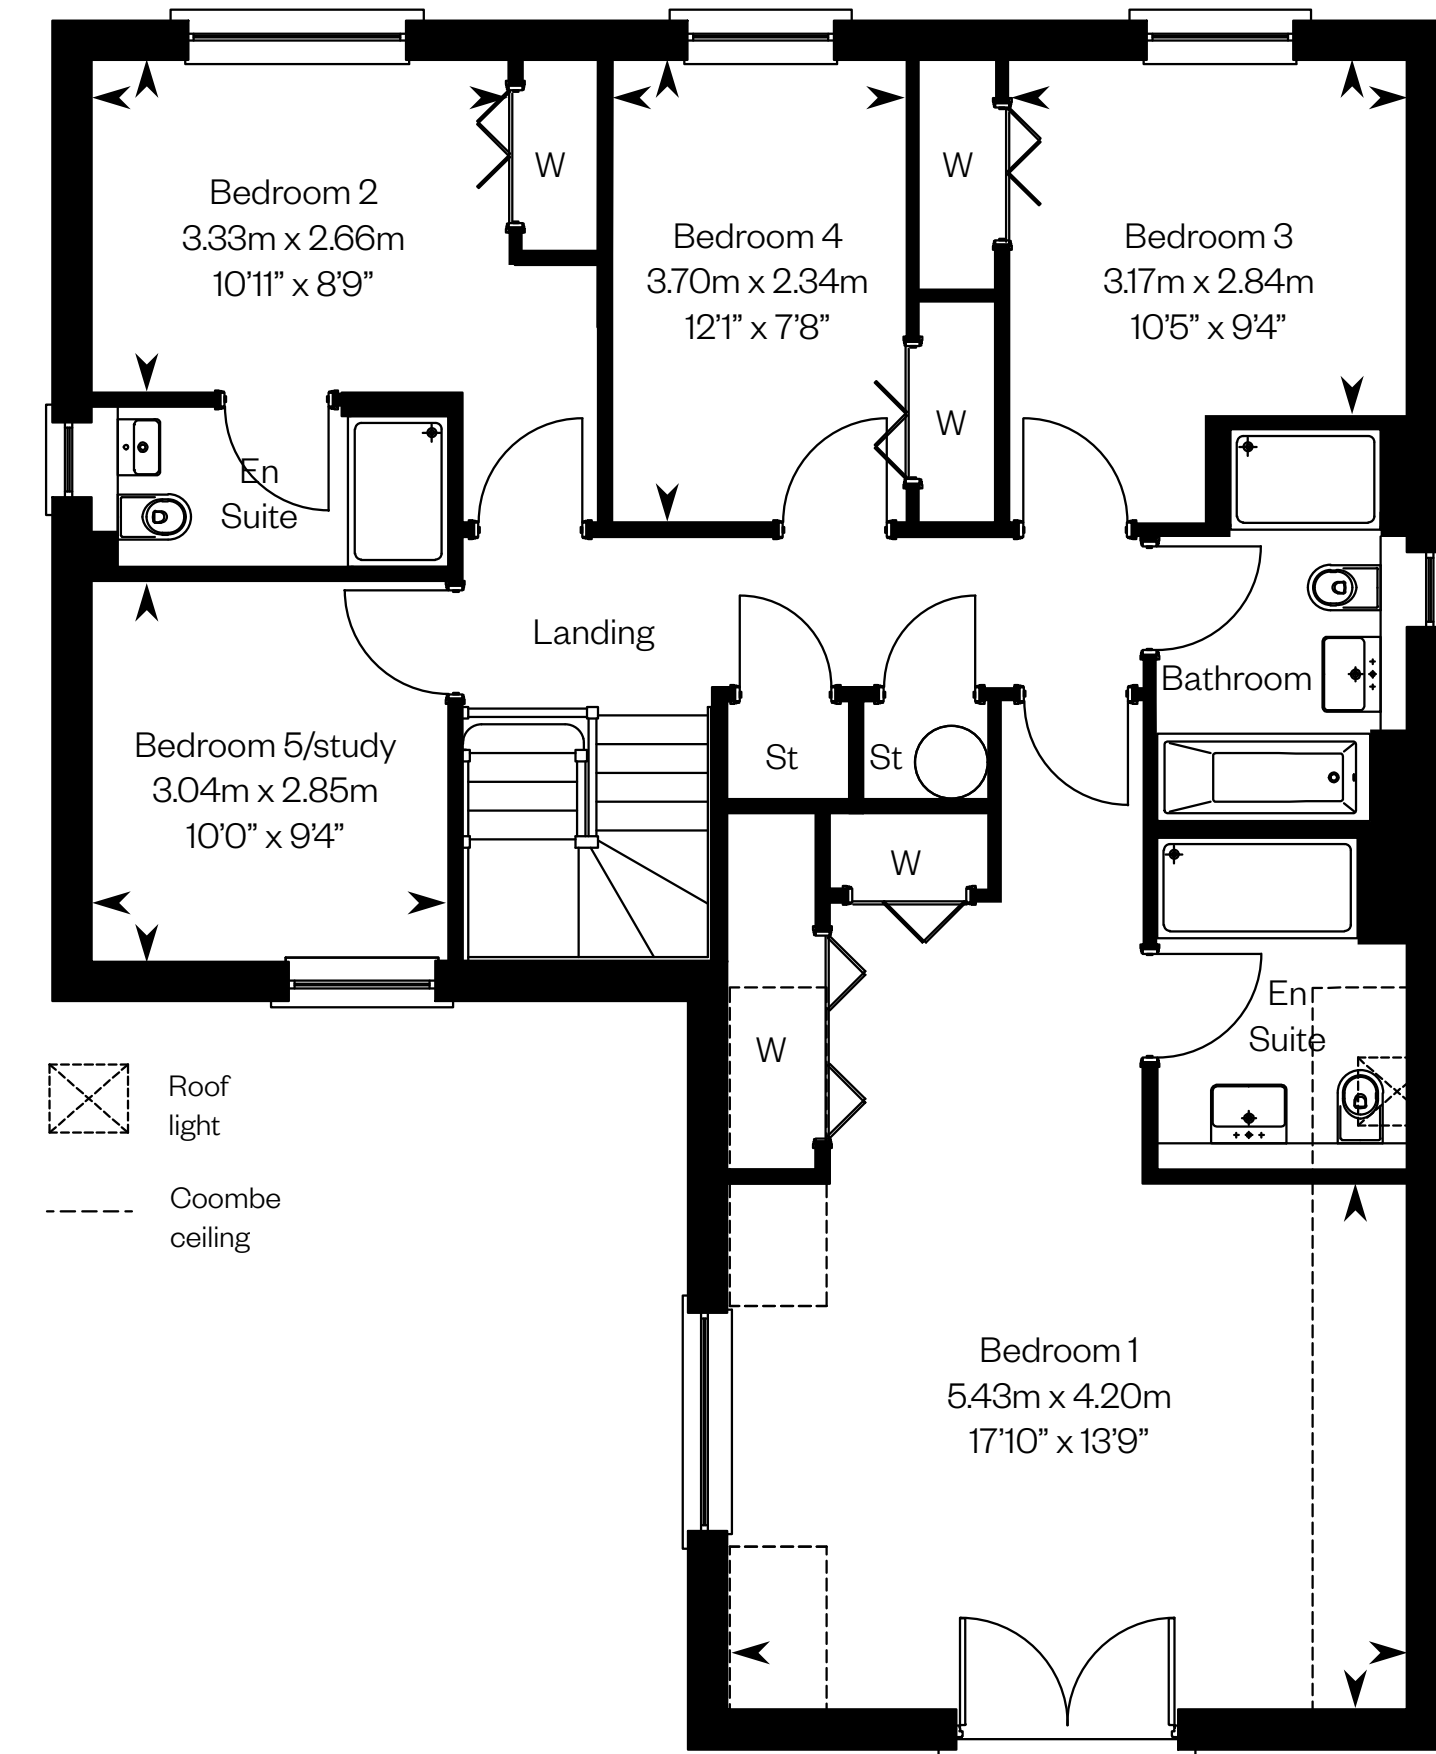 Bedroom 2
3.33m x 2.66m
10’11” x 8’9”
W
Bedroom 4
3.70m x 2.34m
12’1” x 7’8”
W
W
Bedroom 3
3.17m x 2.84m
10’5” x 9’4”
En
Suite
Landing
Bathroom
Bedroom 5/study
3.04m x 2.85m
10’0” x 9’4”
St
St
W
W
En
Suite
Roof
light
Coombe
ceiling
Bedroom 1
5.43m x 4.20m
17’10” x 13’9”